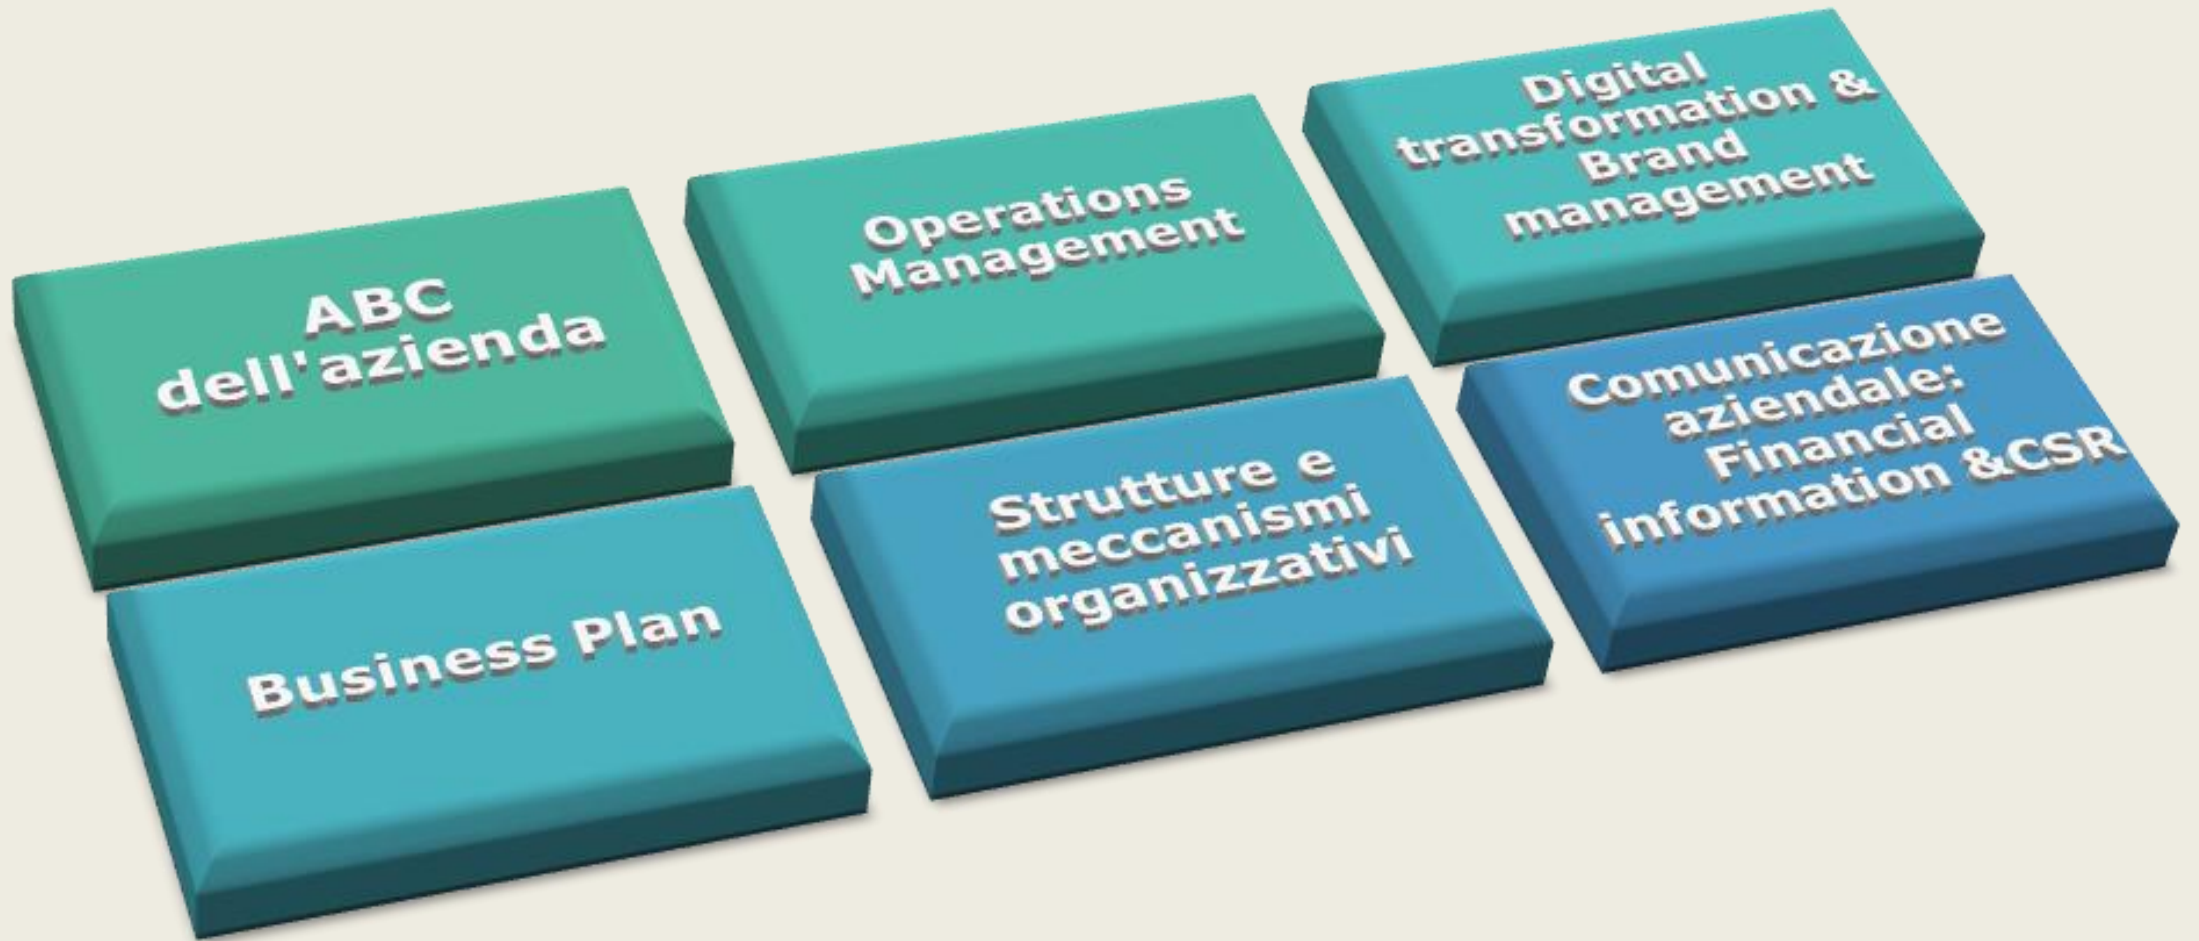 ABC
dell'azienda
Operations
Management
Digital
transformation &
Brand
management
Business Plan
Strutture e
meccanismi
organizzativi
Comunicazione
aziendale:
Financial
information &CSR